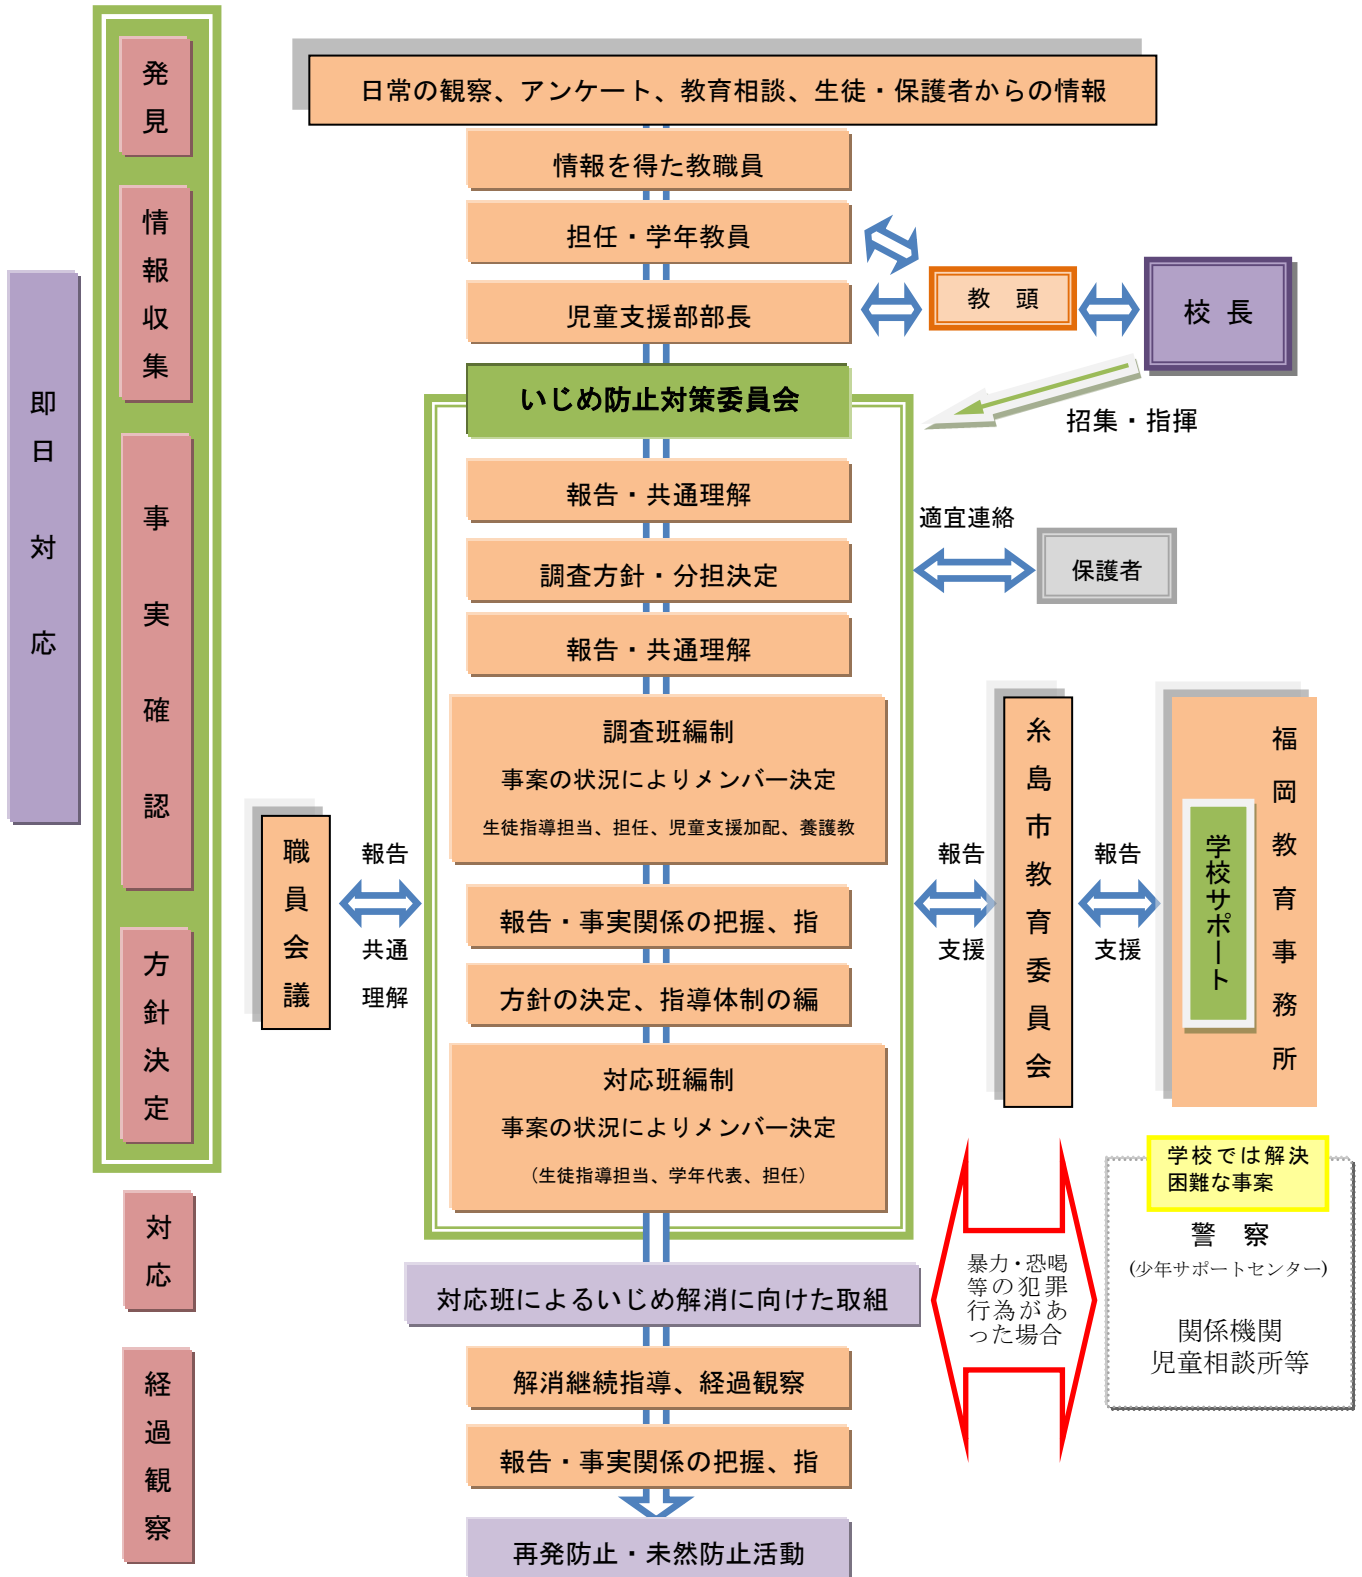 発見
情報収集
事実確認
方針決定
対応
経過観察
即日対応
日常の観察、アンケート、教育相談、生徒・保護者からの情報
情報を得た教職員
担任・学年教員
児童支援部部長
教　頭
校 長
招集・指揮
いじめ防止対策委員会
報告・共通理解
調査方針・分担決定
報告・共通理解
適宜連絡
保護者
調査班編制
事案の状況によりメンバー決定
生徒指導担当、担任、児童支援加配、養護教
報告・事実関係の把握、指
方針の決定、指導体制の編
対応班編制
事案の状況によりメンバー決定
（生徒指導担当、学年代表、担任）
職員会議
報告
共通
理解
報告
支援
糸島市教育委員会
報告
支援
福岡教育事務所
学校サポート
対応班によるいじめ解消に向けた取組
解消継続指導、経過観察
報告・事実関係の把握、指
再発防止・未然防止活動
暴力・恐喝
等の犯罪
行為があ
った場合
学校では解決
困難な事案
警　察
(少年サポートセンター)
関係機関
児童相談所等